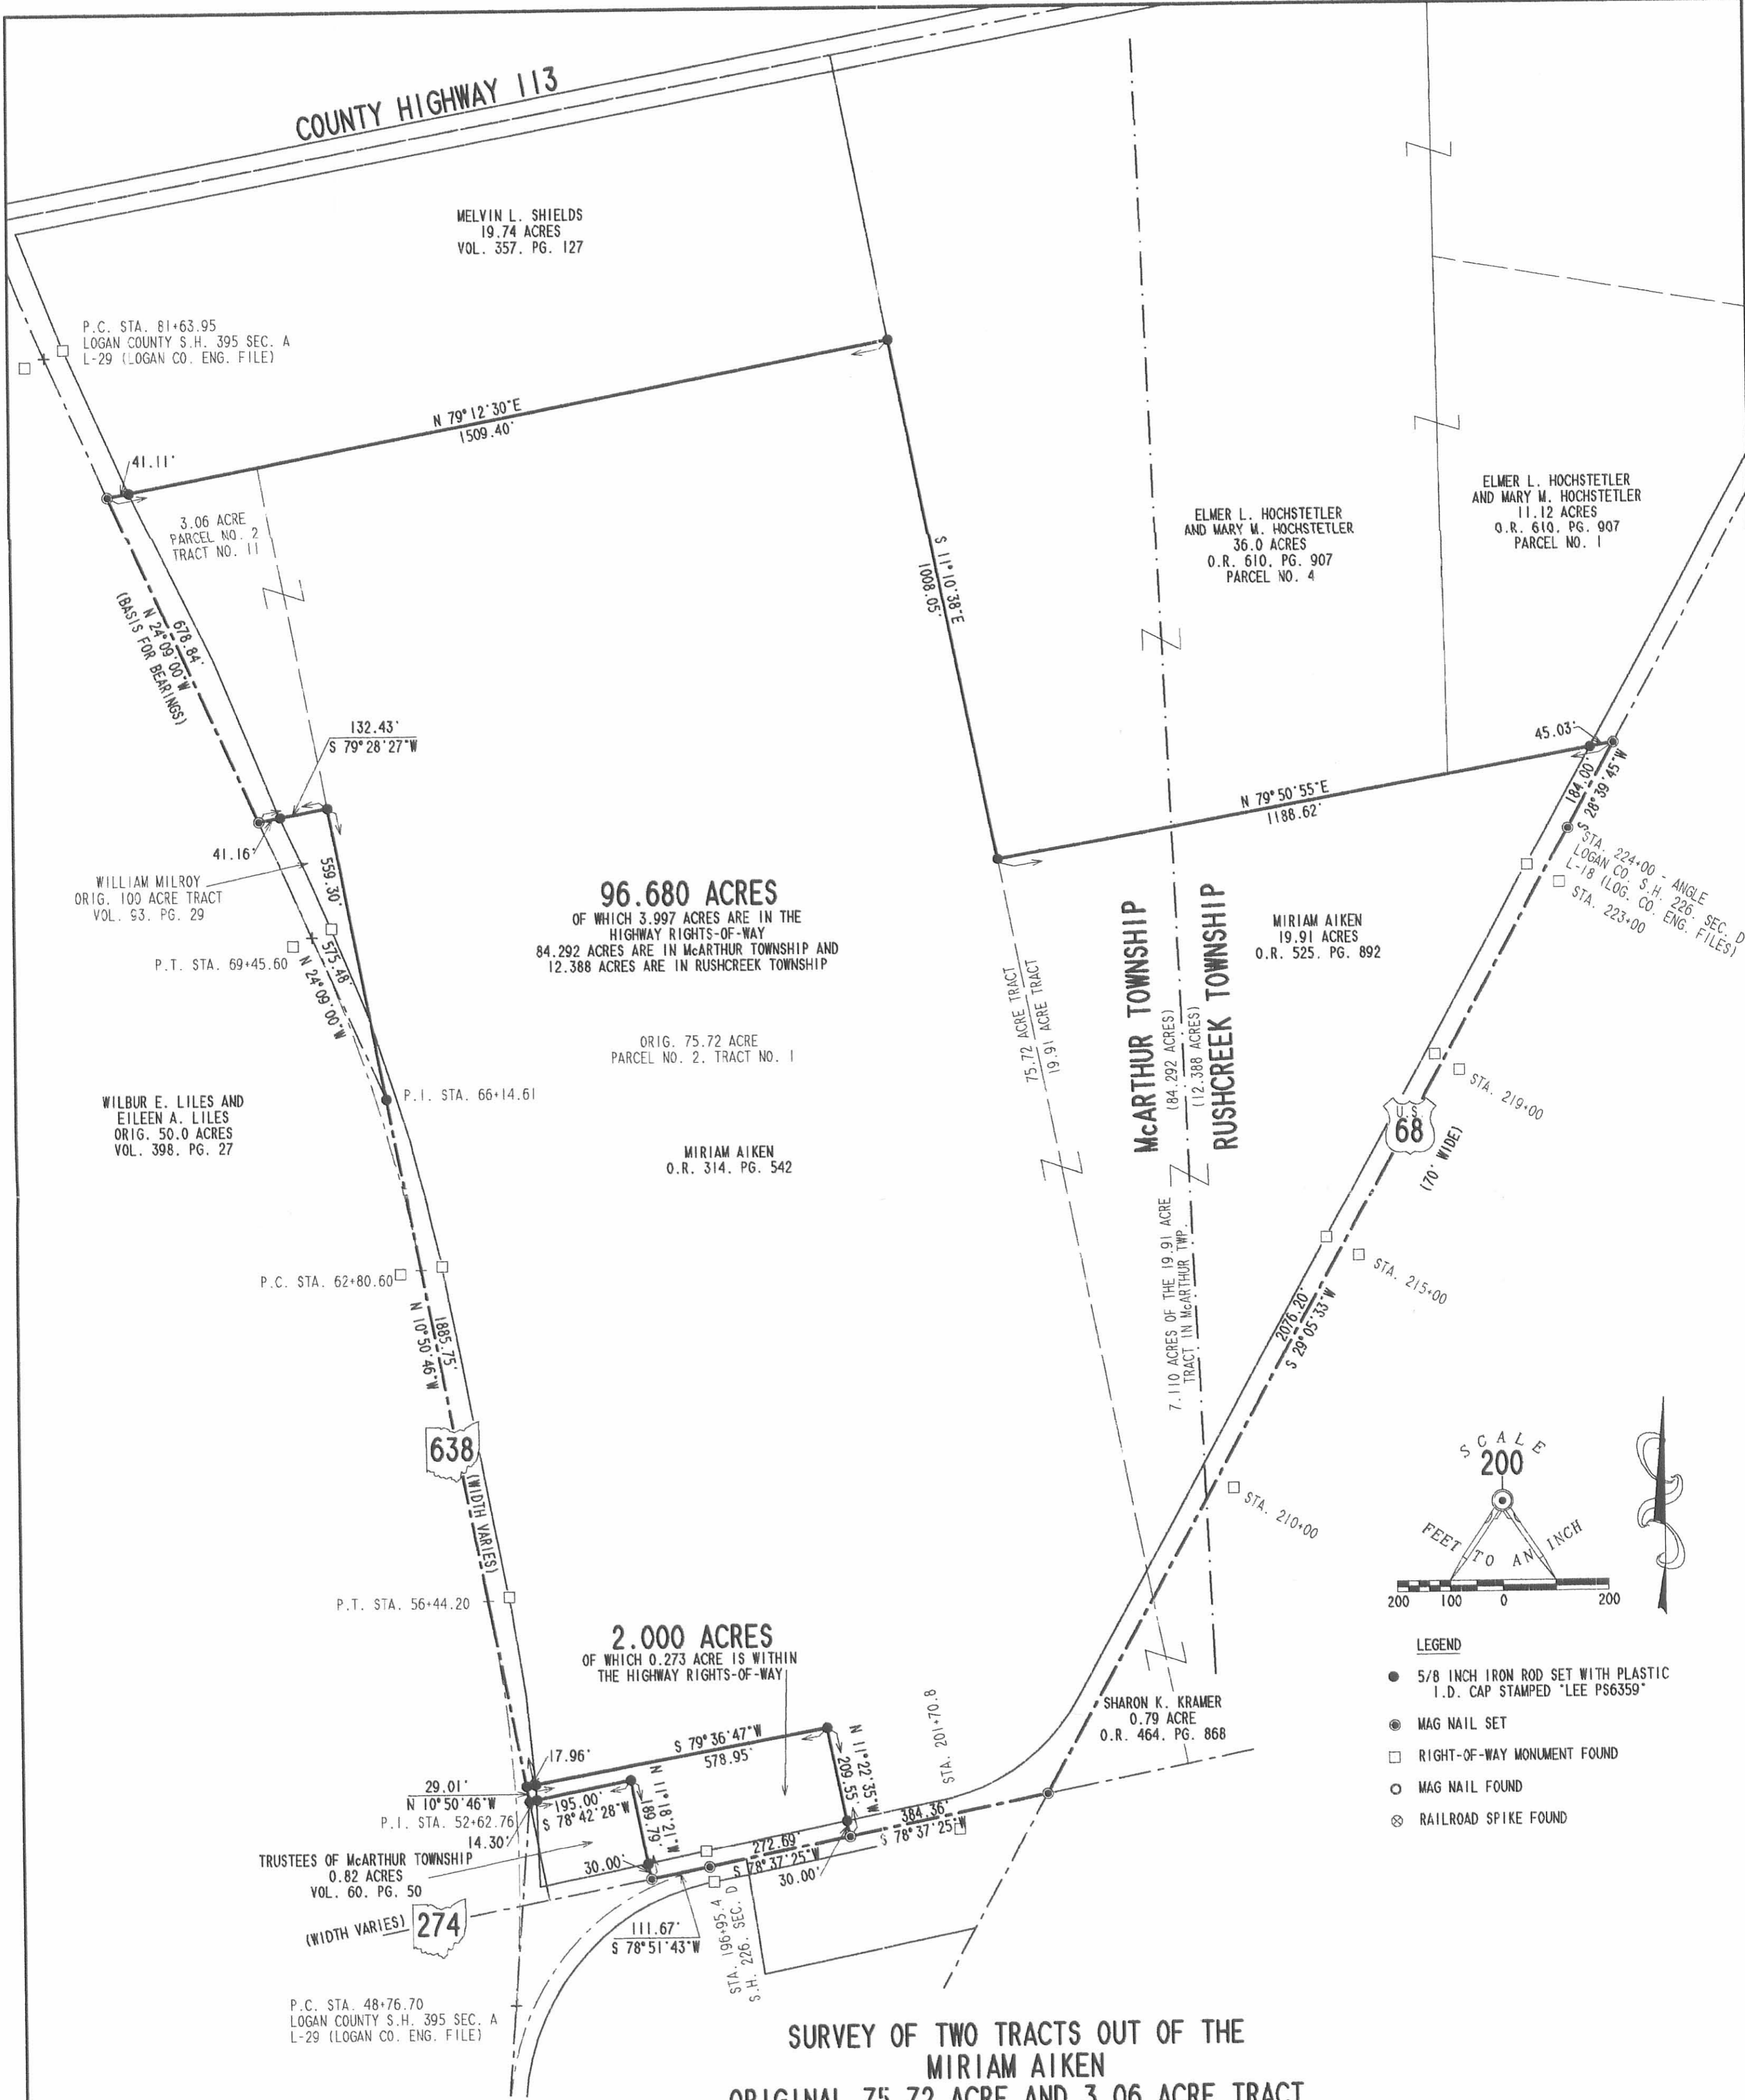 COUNTY HIGHWAY 113
MELVIN L. SHIELDS
19.74 ACRES
VOL. 357, PG. 127
P.C. STA. 81+63.95
LOGAN COUNTY S.H. 395 SEC. A
L-29 (LOGAN CO. ENG. FILE)
N 79°12'30"E
1509.40'
41.11'
3.06 ACRE
PARCEL NO. 2
TRACT NO. 11
678.84'
N 24°09'00"W
(BASIS FOR BEARINGS)
S 11°10'38"E
1008.05'
ELMER L. HOCHSTETLER
AND MARY M. HOCHSTETLER
36.0 ACRES
O.R. 610, PG. 907
PARCEL NO. 4
ELMER L. HOCHSTETLER
AND MARY M. HOCHSTETLER
11.12 ACRES
O.R. 610, PG. 907
PARCEL NO. 1
132.43'
S 79°28'27"W
41.16'
559.30'
WILLIAM MILROY
ORIG. 100 ACRE TRACT
VOL. 93, PG. 29
P.T. STA. 69+45.60
575.48'
N 24°09'00"W
96.680 ACRES
OF WHICH 3.997 ACRES ARE IN THE
HIGHWAY RIGHTS-OF-WAY
84.292 ACRES ARE IN McARTHUR TOWNSHIP AND
12.388 ACRES ARE IN RUSHCREEK TOWNSHIP
ORIG. 75.72 ACRE
PARCEL NO. 2, TRACT NO. 1
MIRIAM AIKEN
O.R. 314, PG. 542
N 79°50'55"E
1188.62'
45.03'
184.00'
S 28°39'45"W
STA. 224+00 - ANGLE
LOGAN CO. S.H. 226, SEC. D
L-18 (LOG. CO. ENG. FILES)
STA. 223+00
MIRIAM AIKEN
19.91 ACRES
O.R. 525, PG. 892
75.72 ACRE TRACT
19.91 ACRE TRACT
McARTHUR TOWNSHIP
(84.292 ACRES)
(12.388 ACRES)
RUSHCREEK TOWNSHIP
7.110 ACRES OF THE 19.91 ACRE
TRACT IN McARTHUR TWP.
STA. 219+00
U.S.
68
(70' WIDE)
STA. 215+00
2076.20'
S 29°05'33"W
STA. 210+00
WILBUR E. LILES AND
EILEEN A. LILES
ORIG. 50.0 ACRES
VOL. 398, PG. 27
P.I. STA. 66+14.61
P.C. STA. 62+80.60
1885.75'
N 10°50'46"W
638
(WIDTH VARIES)
P.T. STA. 56+44.20
2.000 ACRES
OF WHICH 0.273 ACRE IS WITHIN
THE HIGHWAY RIGHTS-OF-WAY
SCALE
200
FEET TO AN INCH
200 100 0 200
LEGEND
5/8 INCH IRON ROD SET WITH PLASTIC
I.D. CAP STAMPED "LEE PS6359"
MAG NAIL SET
RIGHT-OF-WAY MONUMENT FOUND
MAG NAIL FOUND
RAILROAD SPIKE FOUND
SHARON K. KRAMER
0.79 ACRE
O.R. 464, PG. 868
STA. 201+70.8
17.96'
S 79°36'47"W
578.95'
N 11°22'35"W
209.55'
29.01'
N 10°50'46"W
P.I. STA. 52+62.76
14.30'
195.00'
S 78°42'28"W
N 11°18'21"W
189.79'
384.36'
S 78°37'25"W
272.69'
S 78°37'25"W
30.00'
30.00'
TRUSTEES OF McARTHUR TOWNSHIP
0.82 ACRES
VOL. 60, PG. 50
(WIDTH VARIES)
274
111.67'
S 78°51'43"W
STA. 196+95.4
S.H. 226, SEC. D
P.C. STA. 48+76.70
LOGAN COUNTY S.H. 395 SEC. A
L-29 (LOGAN CO. ENG. FILE)
SURVEY OF TWO TRACTS OUT OF THE
MIRIAM AIKEN
ORIGINAL 75.72 ACRE AND 3.06 ACRE TRACT